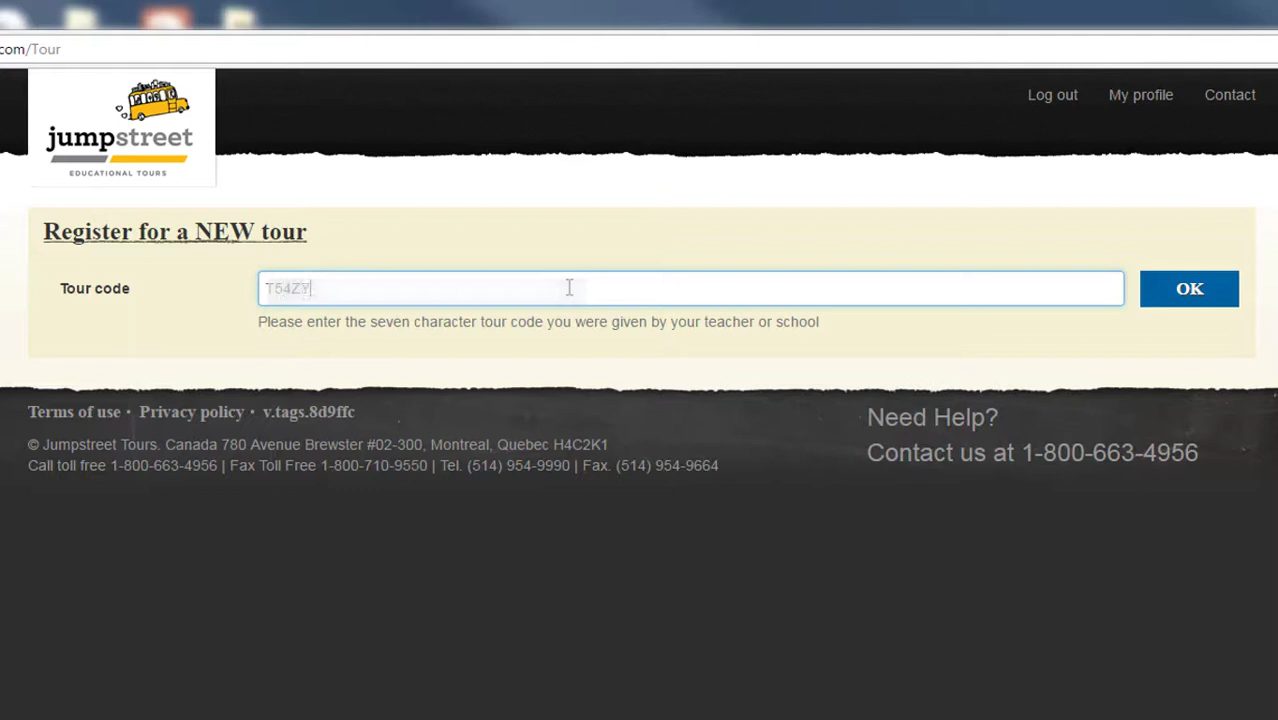 com/Tour
Log out My profile Contact
jumpstreet
EDUCATIONAL TOURS
Register for a NEW tour
Tour code
T54ZY
OK
Please enter the seven character tour code you were given by your teacher or school
Terms of use · Privacy policy · v.tags.8d9ffc
© Jumpstreet Tours. Canada 780 Avenue Brewster #02-300, Montreal, Quebec H4C2K1
Call toll free 1-800-663-4956 | Fax Toll Free 1-800-710-9550 | Tel. (514) 954-9990 | Fax. (514) 954-9664
Need Help?
Contact us at 1-800-663-4956